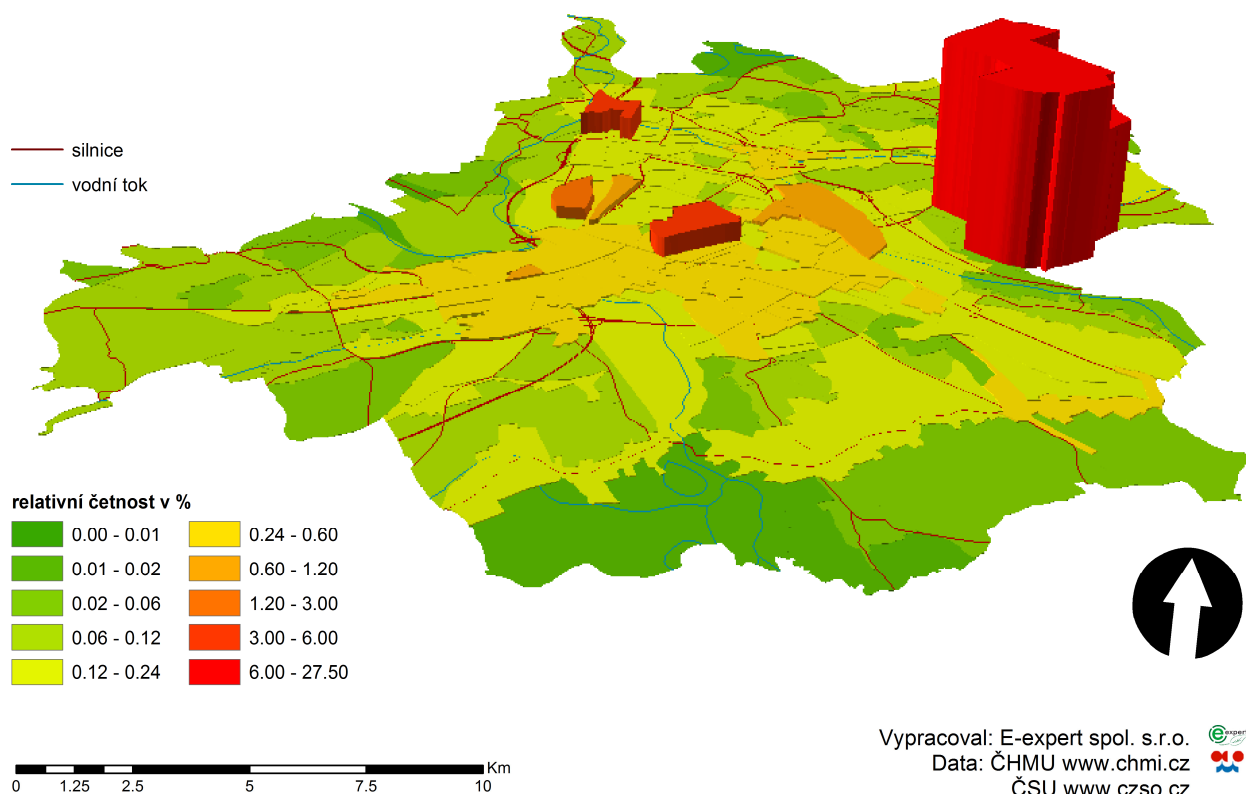 silnice
vodní tok
relativní četnost v %
0.00 - 0.01
0.01 - 0.02
0.02 - 0.06
0.06 - 0.12
0.12 - 0.24
0.24 - 0.60
0.60 - 1.20
1.20 - 3.00
3.00 - 6.00
6.00 - 27.50
0 1.25 2.5 5 7.5 10 Km
Vypracoval: E-expert spol. s.r.o.
e expert
Data: ČHMU www.chmi.cz
ČSU www.czso.cz